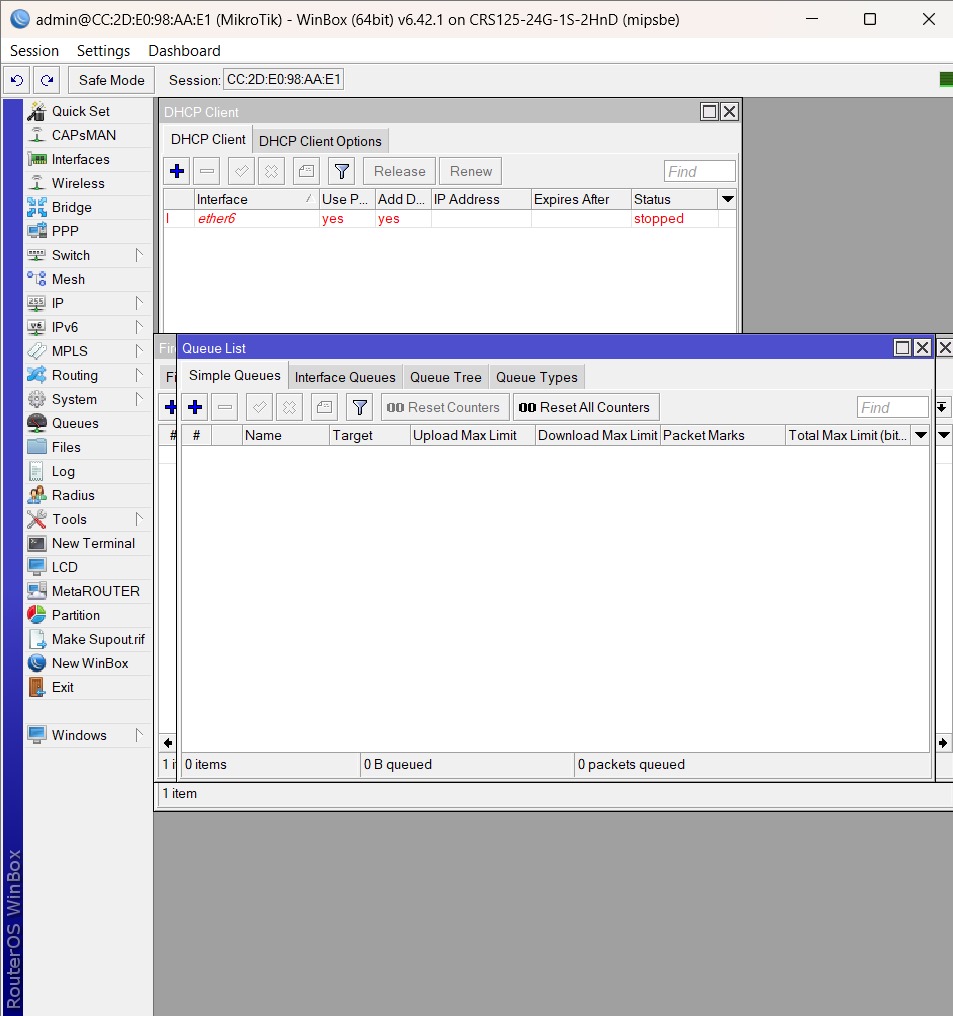 admin@CC:2D:E0:98:AA:E1 (MikroTik) - WinBox (64bit) v6.42.1 on CRS125-24G-1S-2HnD (mipsbe)
Session Settings Dashboard
Safe Mode Session: CC:2D:E0:98:AA:E1
Quick Set
CAPsMAN
Interfaces
Wireless
Bridge
PPP
Switch
Mesh
IP
IPv6
MPLS
Routing
System
Queues
Files
Log
Radius
Tools
New Terminal
LCD
MetaROUTER
Partition
Make Supout.rif
New WinBox
Exit
Windows
RouterOS WinBox
DHCP Client
DHCP Client DHCP Client Options
Release Renew Find
Interface Use P... Add D... IP Address Expires After Status
I ether6 yes yes stopped
Queue List
Simple Queues Interface Queues Queue Tree Queue Types
00 Reset Counters 00 Reset All Counters Find
# # Name Target Upload Max Limit Download Max Limit Packet Marks Total Max Limit (bit...
0 items 0 B queued 0 packets queued
1 item